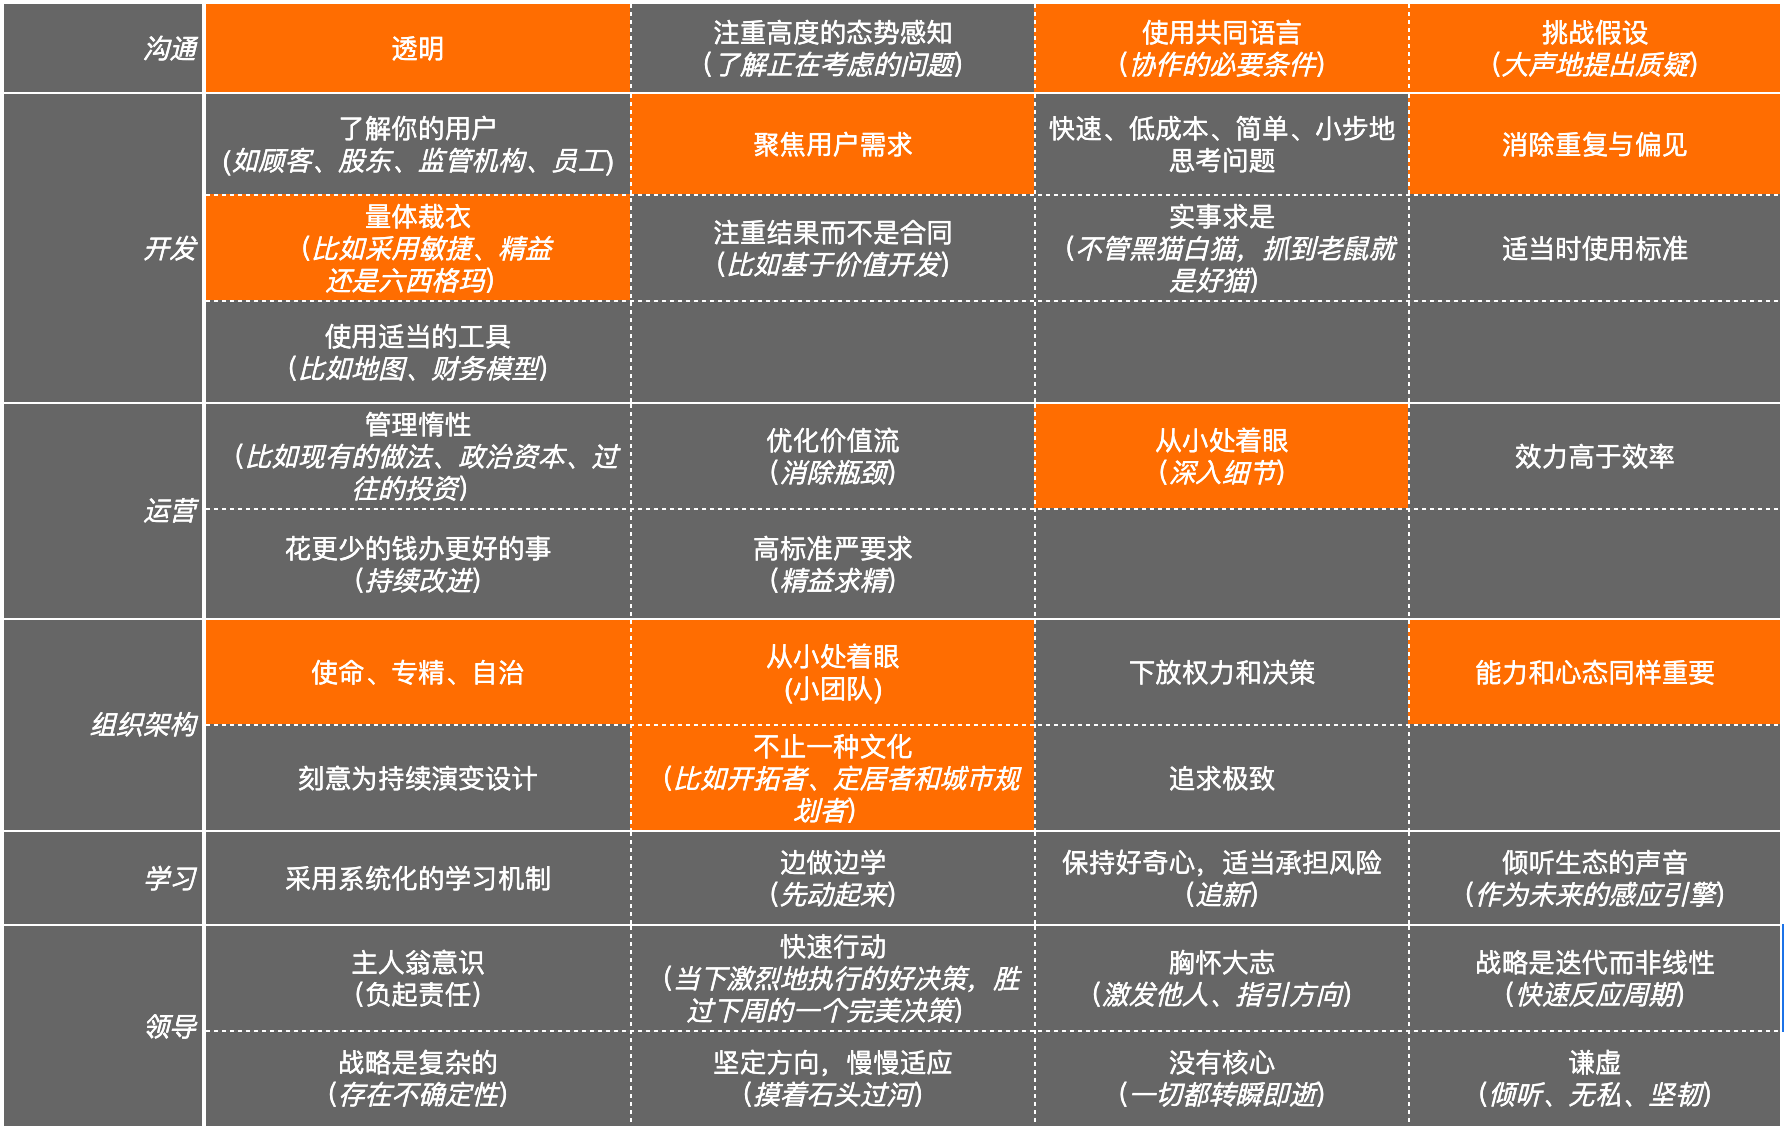 沟通
透明
注重高度的态势感知
(了解正在考虑的问题)
使用共同语言
(协作的必要条件)
挑战假设
(大声地提出质疑)
开发
了解你的用户
(如顾客、股东、监管机构、员工)
聚焦用户需求
快速、低成本、简单、小步地
思考问题
消除重复与偏见
量体裁衣
(比如采用敏捷、精益
还是六西格玛)
注重结果而不是合同
(比如基于价值开发)
实事求是
(不管黑猫白猫，抓到老鼠就
是好猫)
适当时使用标准
使用适当的工具
(比如地图、财务模型)
运营
管理惰性
(比如现有的做法、政治资本、过
往的投资)
优化价值流
(消除瓶颈)
从小处着眼
(深入细节)
效力高于效率
花更少的钱办更好的事
(持续改进)
高标准严要求
(精益求精)
组织架构
使命、专精、自治
从小处着眼
(小团队)
下放权力和决策
能力和心态同样重要
刻意为持续演变设计
不止一种文化
(比如开拓者、定居者和城市规
划者)
追求极致
学习
采用系统化的学习机制
边做边学
(先动起来)
保持好奇心，适当承担风险
(追新)
倾听生态的声音
(作为未来的感应引擎)
领导
主人翁意识
(负起责任)
快速行动
(当下激烈地执行的好决策，胜
过下周的一个完美决策)
胸怀大志
(激发他人、指引方向)
战略是迭代而非线性
(快速反应周期)
战略是复杂的
(存在不确定性)
坚定方向，慢慢适应
(摸着石头过河)
没有核心
(一切都转瞬即逝)
谦虚
(倾听、无私、坚韧)